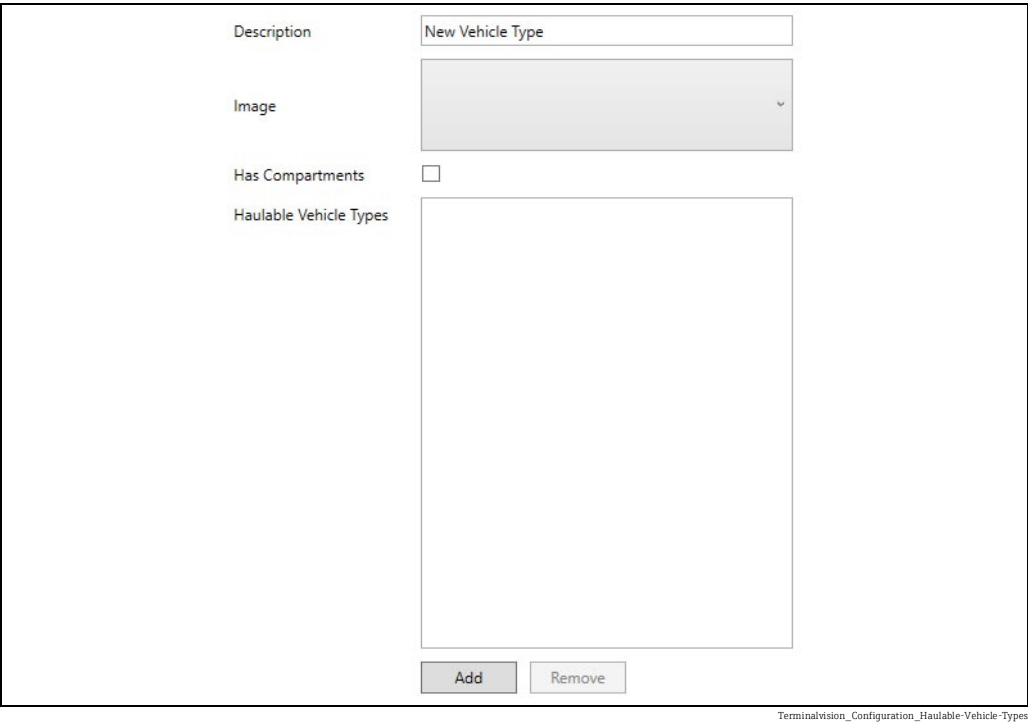 Description New Vehicle Type
Image
Has Compartments
Haulable Vehicle Types
Add Remove
Terminalvision_Configuration_Haulable-Vehicle-Types